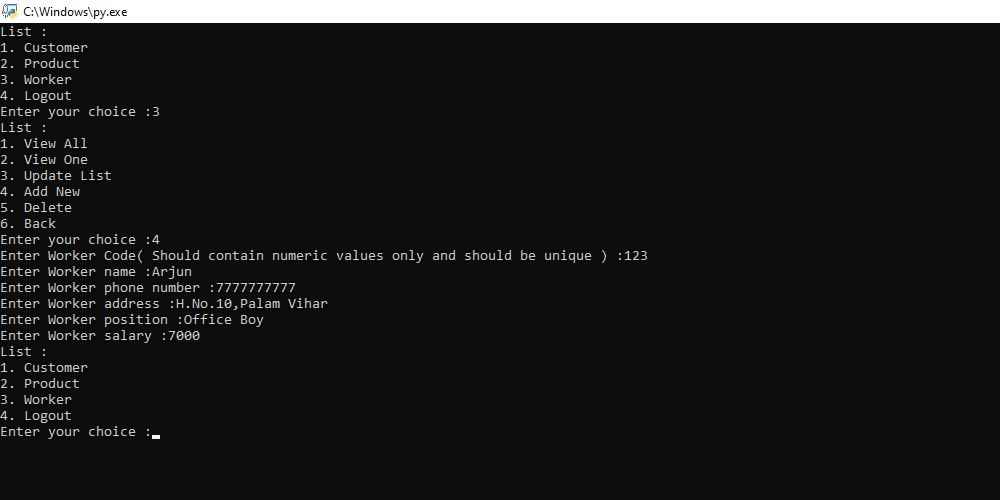 C:\Windows\py.exe
List :
1. Customer
2. Product
3. Worker
4. Logout
Enter your choice :3
List :
1. View All
2. View One
3. Update List
4. Add New
5. Delete
6. Back
Enter your choice :4
Enter Worker Code( Should contain numeric values only and should be unique ) :123
Enter Worker name :Arjun
Enter Worker phone number :7777777777
Enter Worker address :H.No.10,Palam Vihar
Enter Worker position :Office Boy
Enter Worker salary :7000
List :
1. Customer
2. Product
3. Worker
4. Logout
Enter your choice :